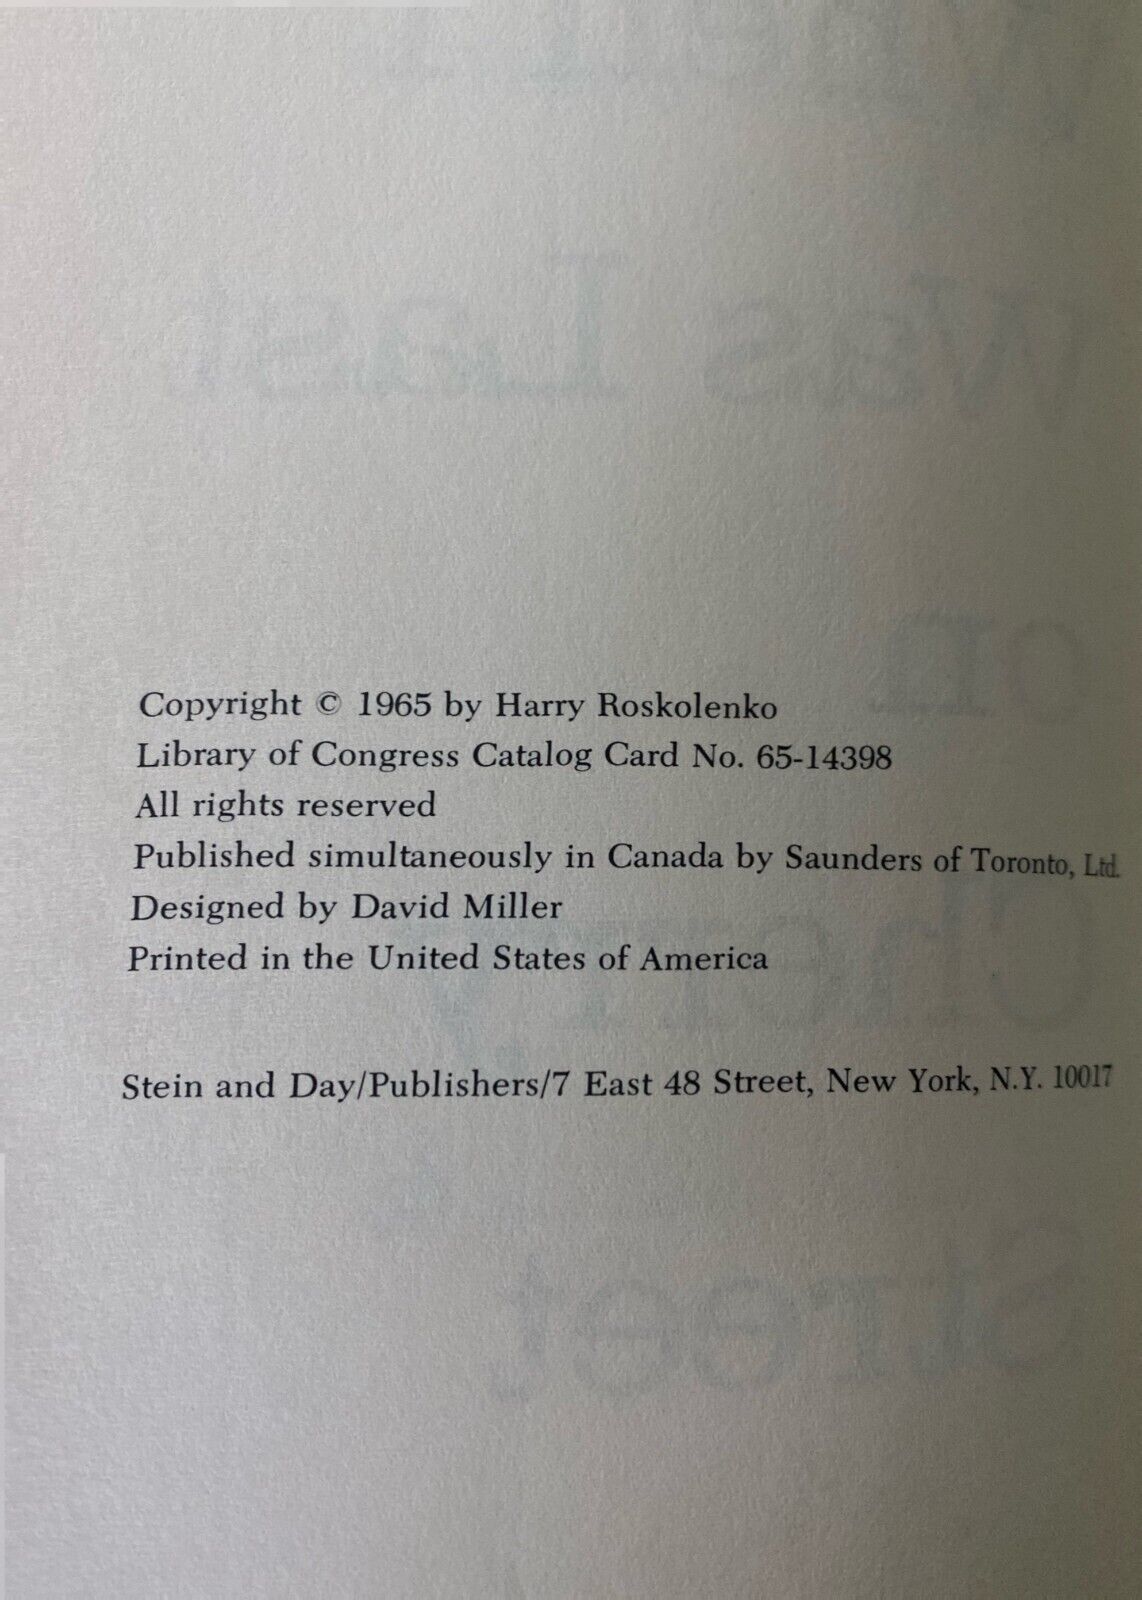 Copyright © 1965 by Harry Roskolenko
Library of Congress Catalog Card No. 65-14398
All rights reserved
Published simultaneously in Canada by Saunders of Toronto, Ltd.
Designed by David Miller
Printed in the United States of America
Stein and Day/Publishers/7 East 48 Street, New York, N.Y. 10017